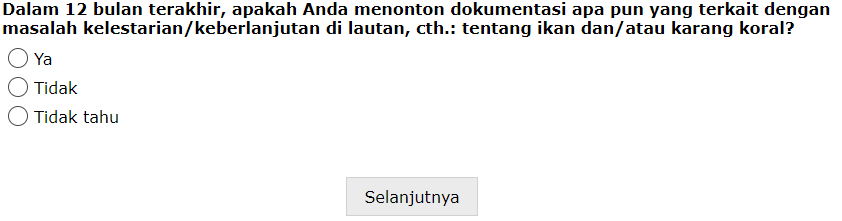 Dalam 12 bulan terakhir, apakah Anda menonton dokumentasi apa pun yang terkait dengan
masalah kelestarian/keberlanjutan di lautan, cth.: tentang ikan dan/atau karang koral?
Ya
Tidak
Tidak tahu
Selanjutnya